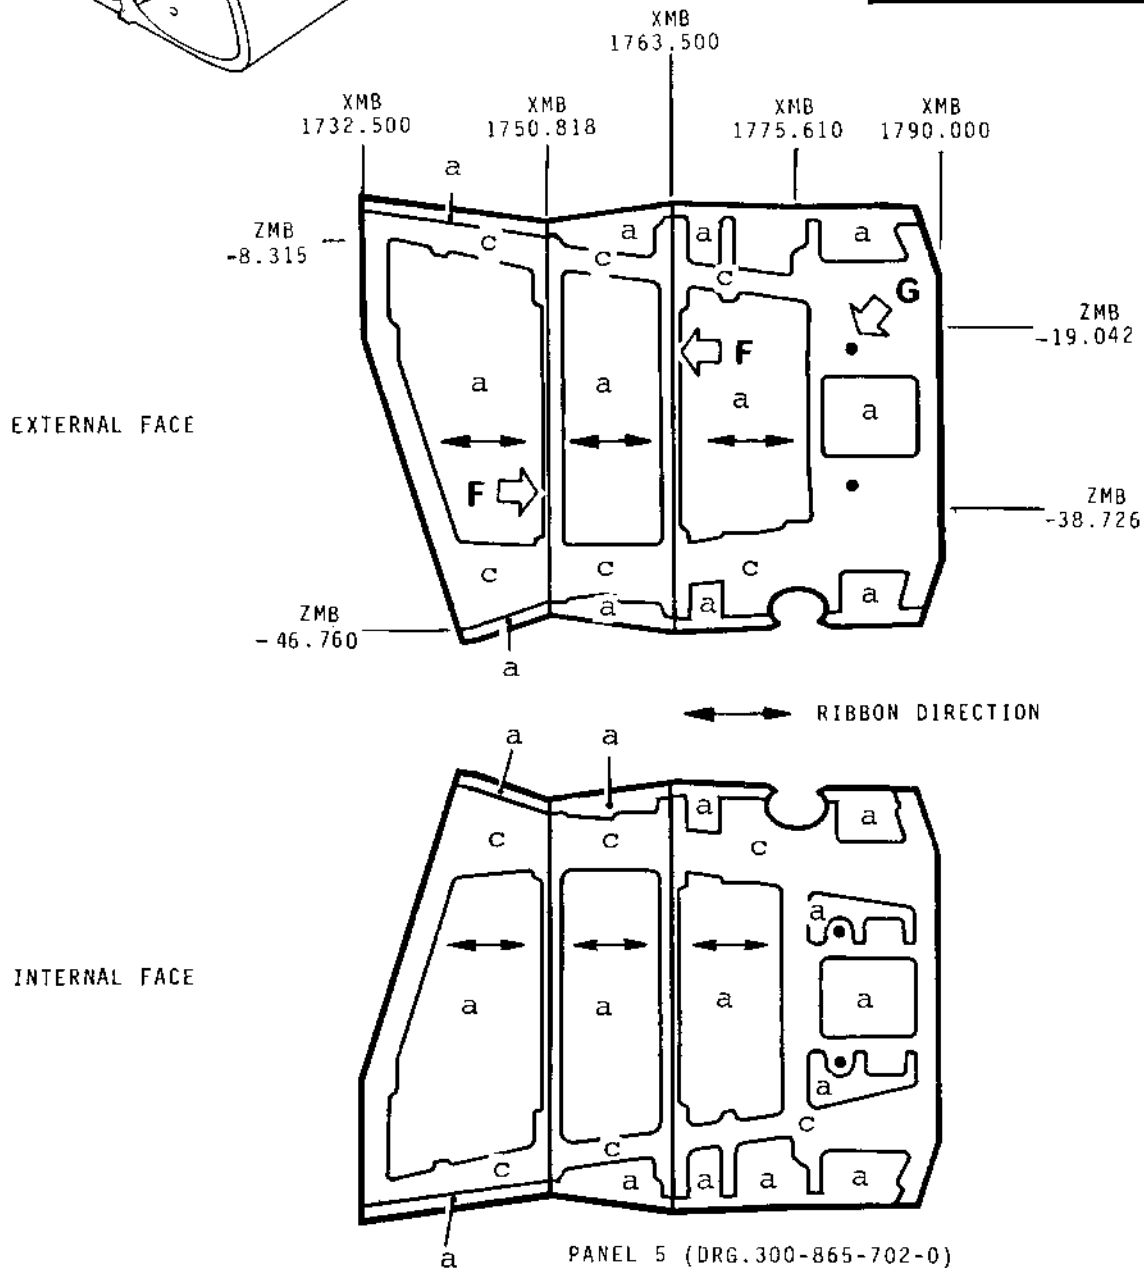 XMB
1763.500
XMB
1732.500
XMB
1750.818
XMB
1775.610
XMB
1790.000
a
ZMB
-8.315
c
a
c
a
c
a
G
ZMB
-19.042
F
a
a
a
a
EXTERNAL FACE
F
ZMB
-38.726
c
c
c
a
a
a
ZMB
-46.760
a
RIBBON DIRECTION
a
a
a
a
c
c
c
a
INTERNAL FACE
a
a
a
a
a
c
c
c
a
a
a
a
a
PANEL 5 (DRG.300-865-702-0)